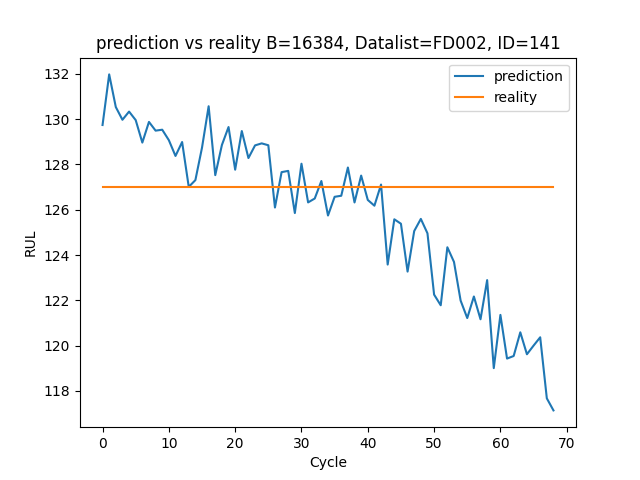 prediction vs reality B=16384, Datalist=FD002, ID=141
prediction
reality
RUL
132
130
128
126
124
122
120
118
0 10 20 30 40 50 60 70
Cycle